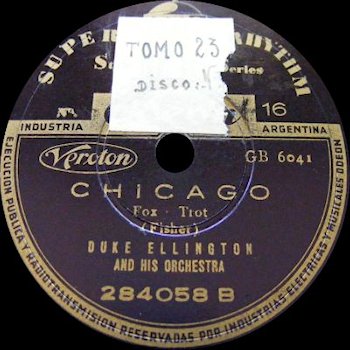 SUPER RHYTHM
TOMO 23
DISCO:
Series
No. 16
INDUSTRIA ARGENTINA
Veroton GB 6041
CHICAGO
Fox - Trot
(Fisher)
DUKE ELLINGTON
AND HIS ORCHESTRA
284058 B
EJECUCION PUBLICA Y RADIOTRANSMISION RESERVADAS POR INDUSTRIAS ELECTRICAS Y MUSICALES ODEON